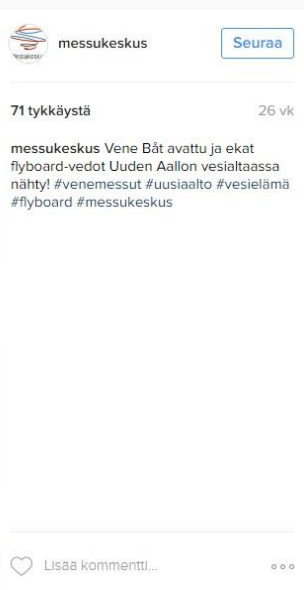 messukeskus
Seuraa
71 tykkäystä
26 vk
messukeskus Vene Båt avattu ja ekat
flyboard-vedot Uuden Aallon vesialtaassa
nähty! #venemessut #uusiaalto #vesielämä
#flyboard #messukeskus
Lisää kommentti...